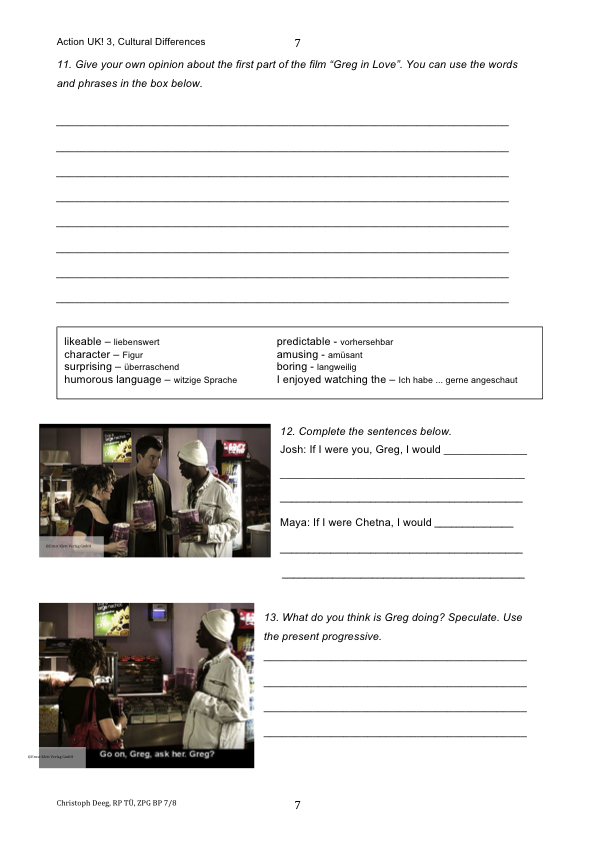 Action UK! 3, Cultural Differences 7
11. Give your own opinion about the first part of the film “Greg in Love”. You can use the words
and phrases in the box below.
likeable – liebenswert
character – Figur
surprising – überraschend
humorous language – witzige Sprache
predictable - vorhersehbar
amusing - amüsant
boring - langweilig
I enjoyed watching the – Ich habe ... gerne angeschaut
12. Complete the sentences below.
Josh: If I were you, Greg, I would _______________
Maya: If I were Chetna, I would ______________
13. What do you think is Greg doing? Speculate. Use
the present progressive.
Go on, Greg, ask her. Greg?
Christoph Deeg, RP TÜ, ZPG BP 7/8 7